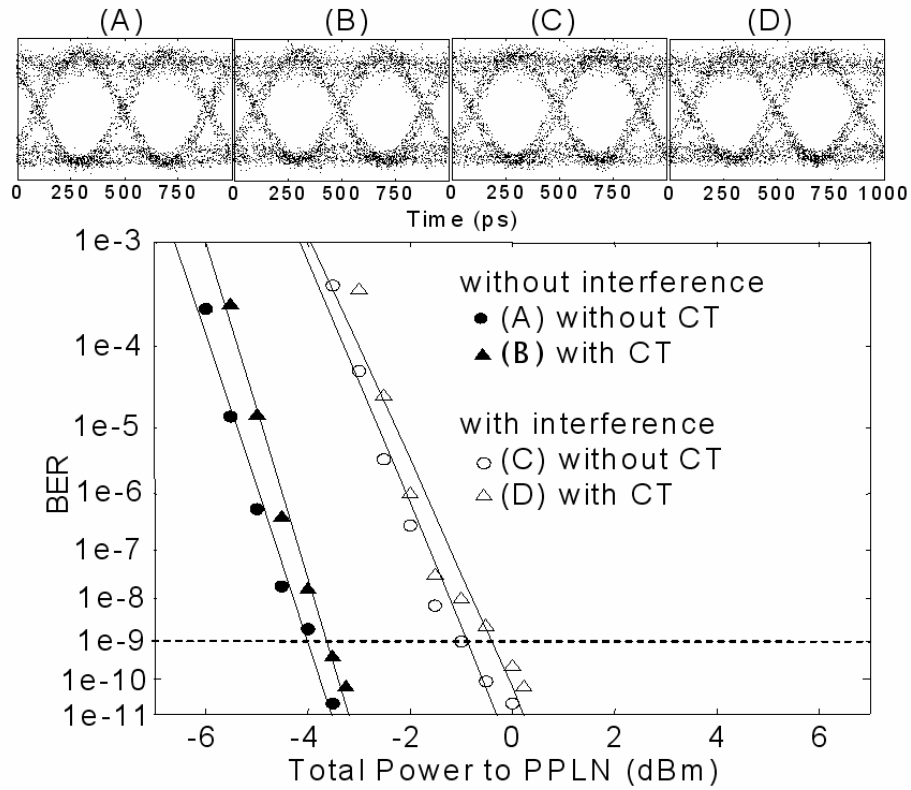 (A) (B) (C) (D)
0 250 500 750 0 250 500 750 0 250 500 750 0 250 500 750 1000
Time (ps)
1e-3
without interference
(A) without CT
1e-4
(B) with CT
1e-5
with interference
(C) without CT
1e-6
(D) with CT
BER
1e-7
1e-8
1e-9
1e-10
1e-11
-6 -4 -2 0 2 4 6
Total Power to PPLN (dBm)